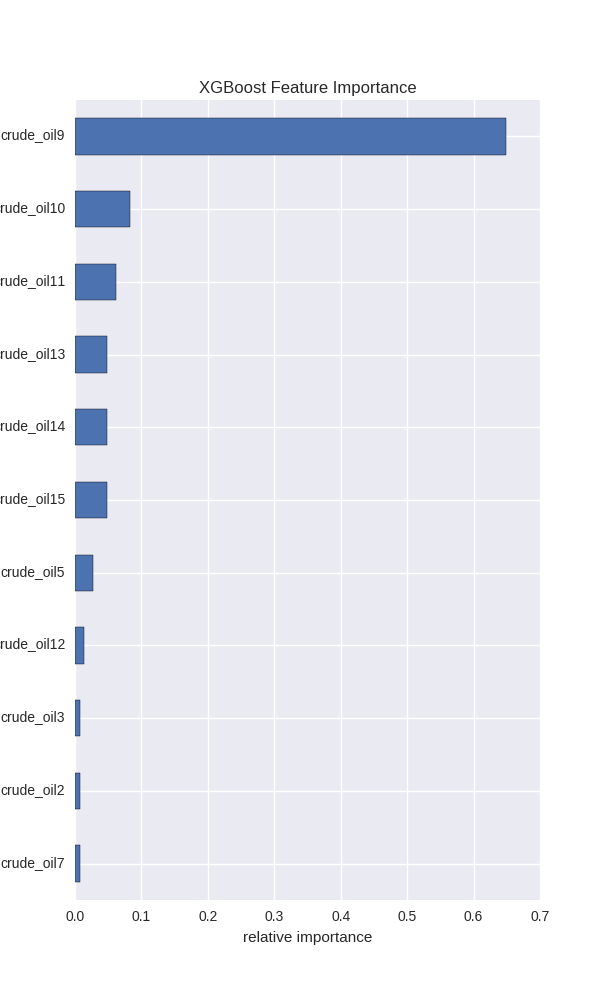 XGBoost Feature Importance
crude_oil9
rude_oil10
rude_oil11
rude_oil13
rude_oil14
rude_oil15
crude_oil5
rude_oil12
crude_oil3
crude_oil2
crude_oil7
0.0 0.1 0.2 0.3 0.4 0.5 0.6 0.7
relative importance